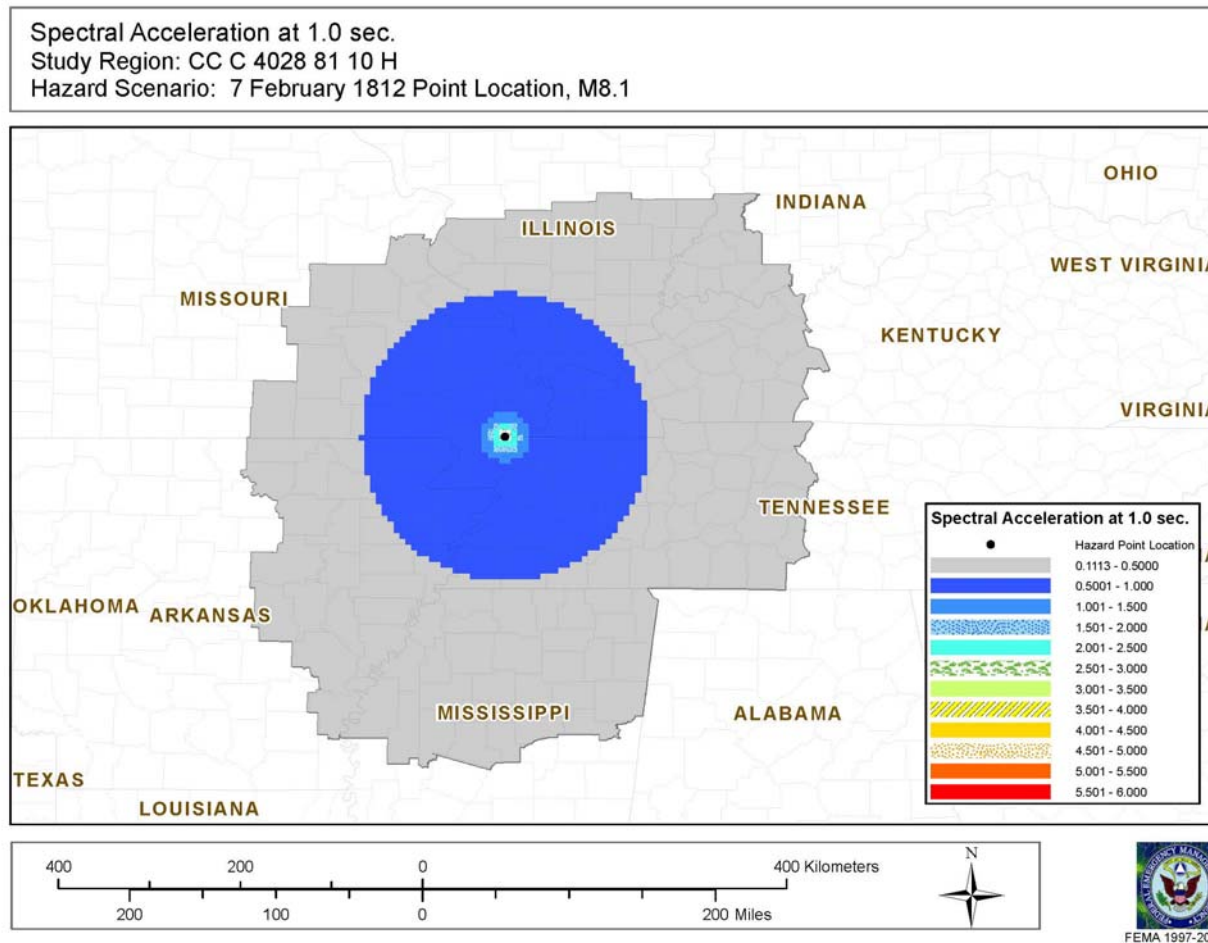 Spectral Acceleration at 1.0 sec.
Study Region: CC C 4028 81 10 H
Hazard Scenario: 7 February 1812 Point Location, M8.1
OHIO
INDIANA
ILLINOIS
WEST VIRGINIA
MISSOURI
KENTUCKY
VIRGINIA
TENNESSEE
OKLAHOMA
ARKANSAS
MISSISSIPPI
ALABAMA
TEXAS
LOUISIANA
Spectral Acceleration at 1.0 sec.
Hazard Point Location
0.1113 - 0.5000
0.5001 - 1.000
1.001 - 1.500
1.501 - 2.000
2.001 - 2.500
2.501 - 3.000
3.001 - 3.500
3.501 - 4.000
4.001 - 4.500
4.501 - 5.000
5.001 - 5.500
5.501 - 6.000
400 200 0 400 Kilometers
200 100 0 200 Miles
N
FEMA 1997-20